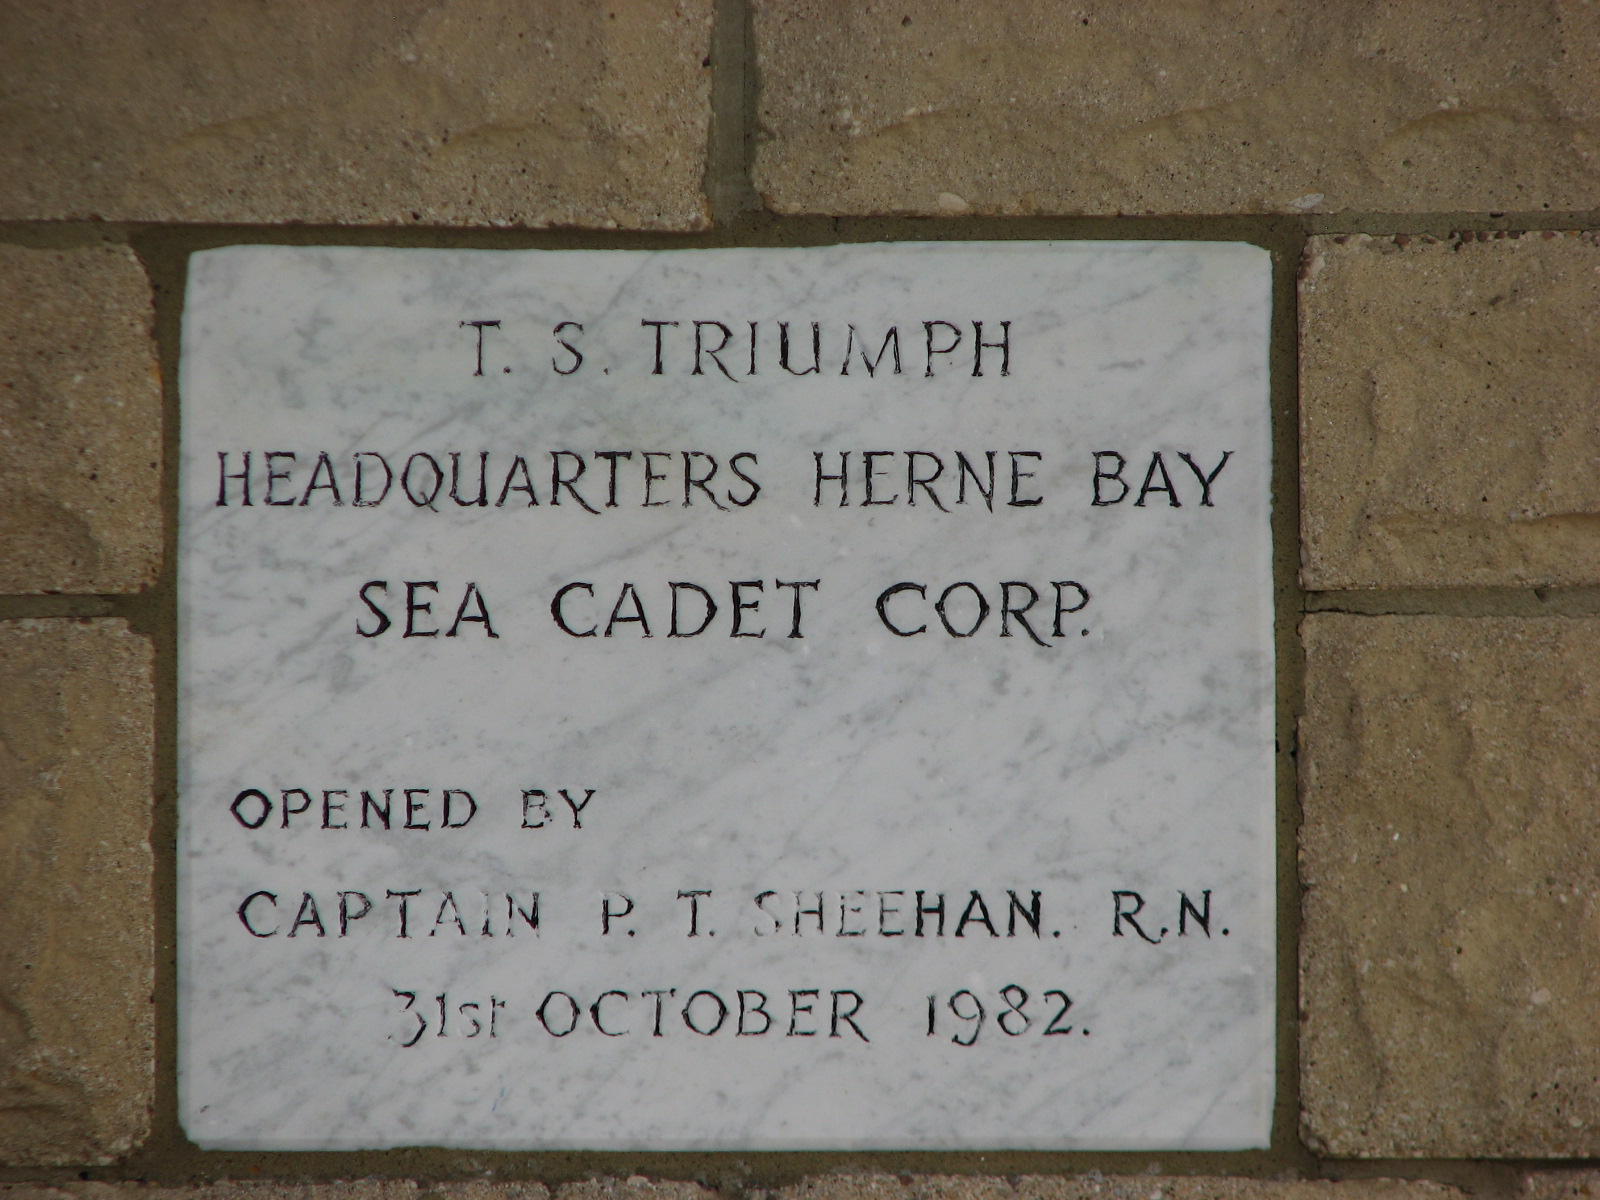 T. S. TRIUMPH
HEADQUARTERS HERNE BAY
SEA CADET CORP.
OPENED BY
CAPTAIN P. T. SHEEHAN. R.N.
31st OCTOBER 1982.